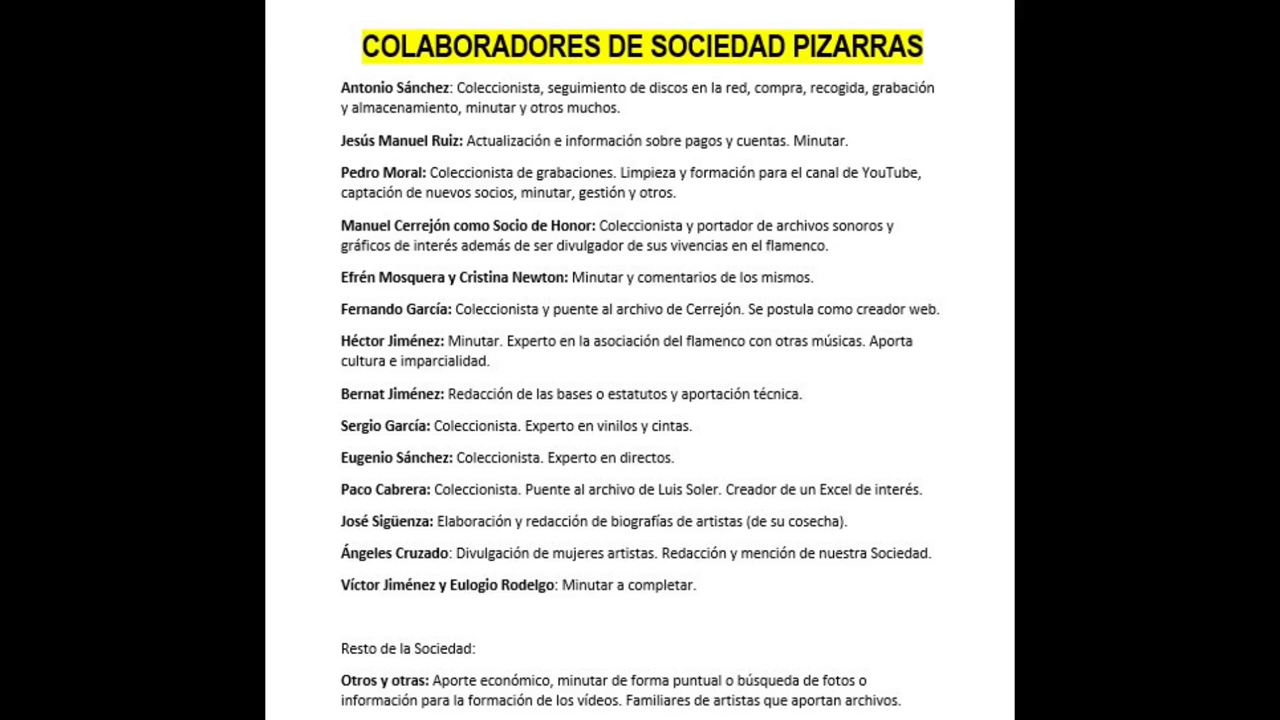 COLABORADORES DE SOCIEDAD PIZARRAS
Antonio Sánchez: Coleccionista, seguimiento de discos en la red, compra, recogida, grabación
y almacenamiento, minutar y otros muchos.
Jesús Manuel Ruiz: Actualización e información sobre pagos y cuentas. Minutar.
Pedro Moral: Coleccionista de grabaciones. Limpieza y formación para el canal de YouTube,
captación de nuevos socios, minutar, gestión y otros.
Manuel Cerrejón como Socio de Honor: Coleccionista y portador de archivos sonoros y
gráficos de interés además de ser divulgador de sus vivencias en el flamenco.
Efrén Mosquera y Cristina Newton: Minutar y comentarios de los mismos.
Fernando García: Coleccionista y puente al archivo de Cerrejón. Se postula como creador web.
Héctor Jiménez: Minutar. Experto en la asociación del flamenco con otras músicas. Aporta
cultura e imparcialidad.
Bernat Jiménez: Redacción de las bases o estatutos y aportación técnica.
Sergio García: Coleccionista. Experto en vinilos y cintas.
Eugenio Sánchez: Coleccionista. Experto en directos.
Paco Cabrera: Coleccionista. Puente al archivo de Luis Soler. Creador de un Excel de interés.
José Sigüenza: Elaboración y redacción de biografías de artistas (de su cosecha).
Ángeles Cruzado: Divulgación de mujeres artistas. Redacción y mención de nuestra Sociedad.
Víctor Jiménez y Eulogio Rodelgo: Minutar a completar.
Resto de la Sociedad:
Otros y otras: Aporte económico, minutar de forma puntual o búsqueda de fotos o
información para la formación de los vídeos. Familiares de artistas que aportan archivos.